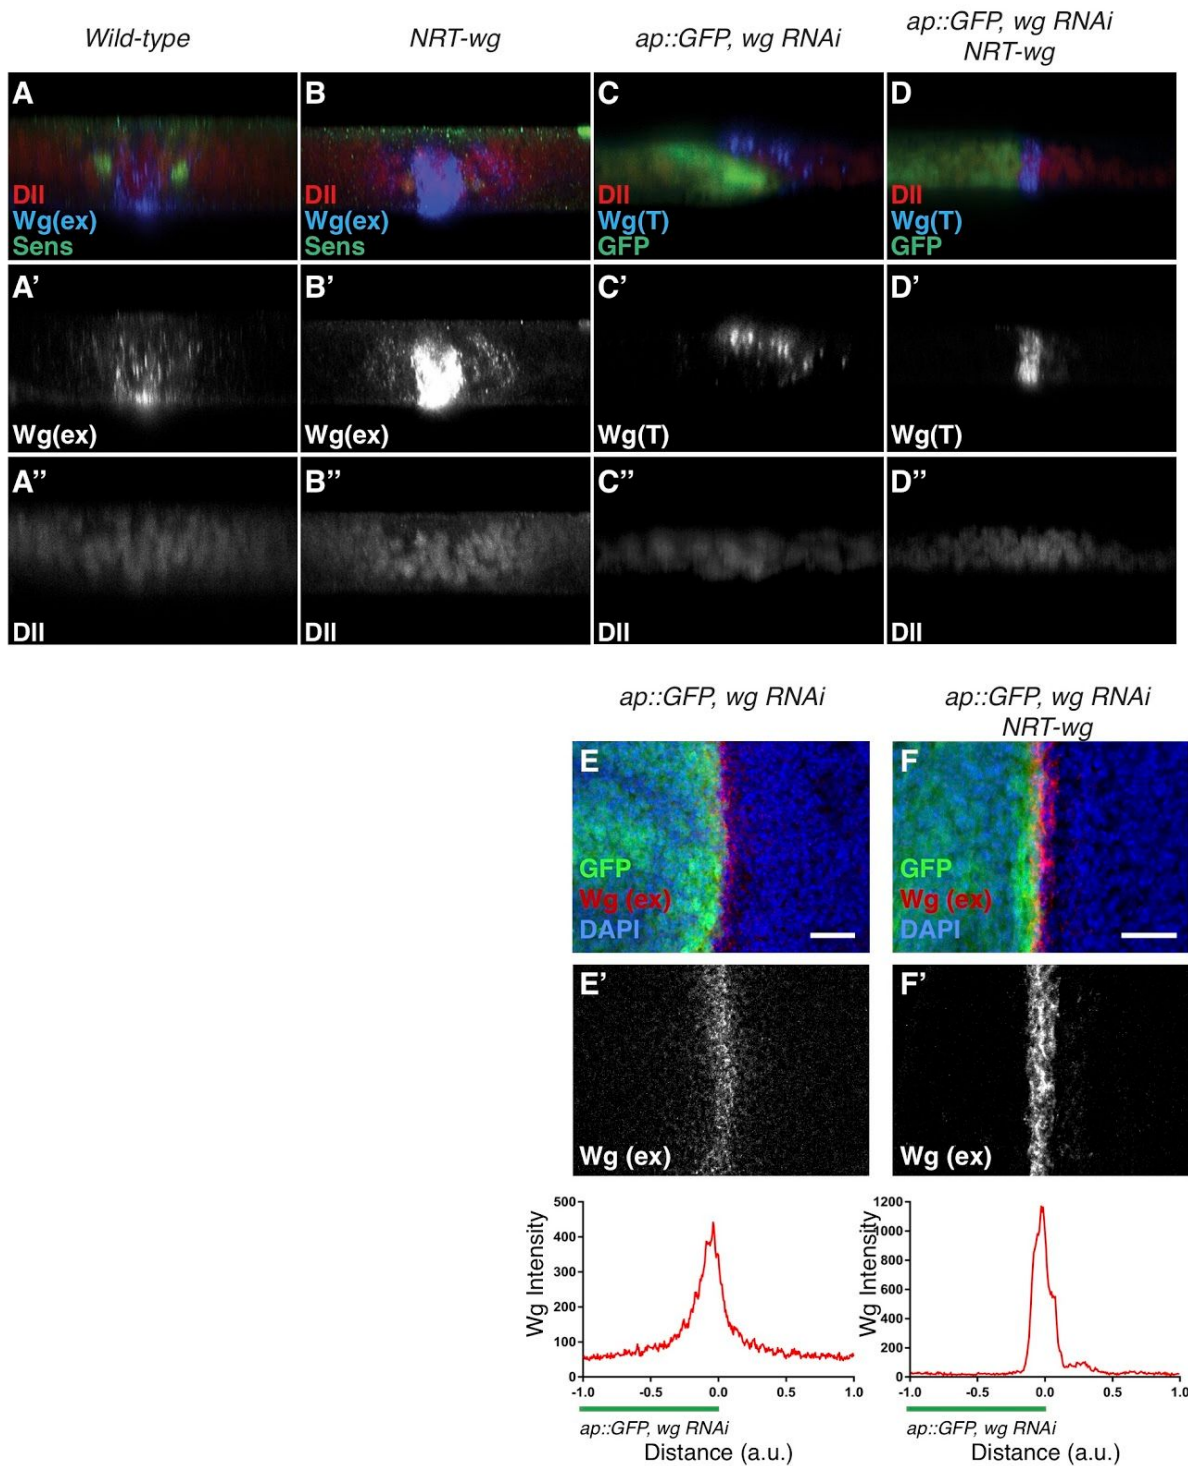 Wild-type
NRT-wg
ap::GFP, wg RNAi
ap::GFP, wg RNAi
NRT-wg
A
Dll
Wg(ex)
Sens
B
Dll
Wg(ex)
Sens
C
Dll
Wg(T)
GFP
D
Dll
Wg(T)
GFP
A’
Wg(ex)
B’
Wg(ex)
C’
Wg(T)
D’
Wg(T)
A”
Dll
B”
Dll
C”
Dll
D”
Dll
ap::GFP, wg RNAi
ap::GFP, wg RNAi
NRT-wg
E
GFP
Wg (ex)
DAPI
F
GFP
Wg (ex)
DAPI
E’
Wg (ex)
F’
Wg (ex)
Wg Intensity
500
400
300
200
100
0
-1.0 -0.5 0.0 0.5 1.0
ap::GFP, wg RNAi
Distance (a.u.)
Wg Intensity
1200
1000
800
600
400
200
0
-1.0 -0.5 0.0 0.5 1.0
ap::GFP, wg RNAi
Distance (a.u.)